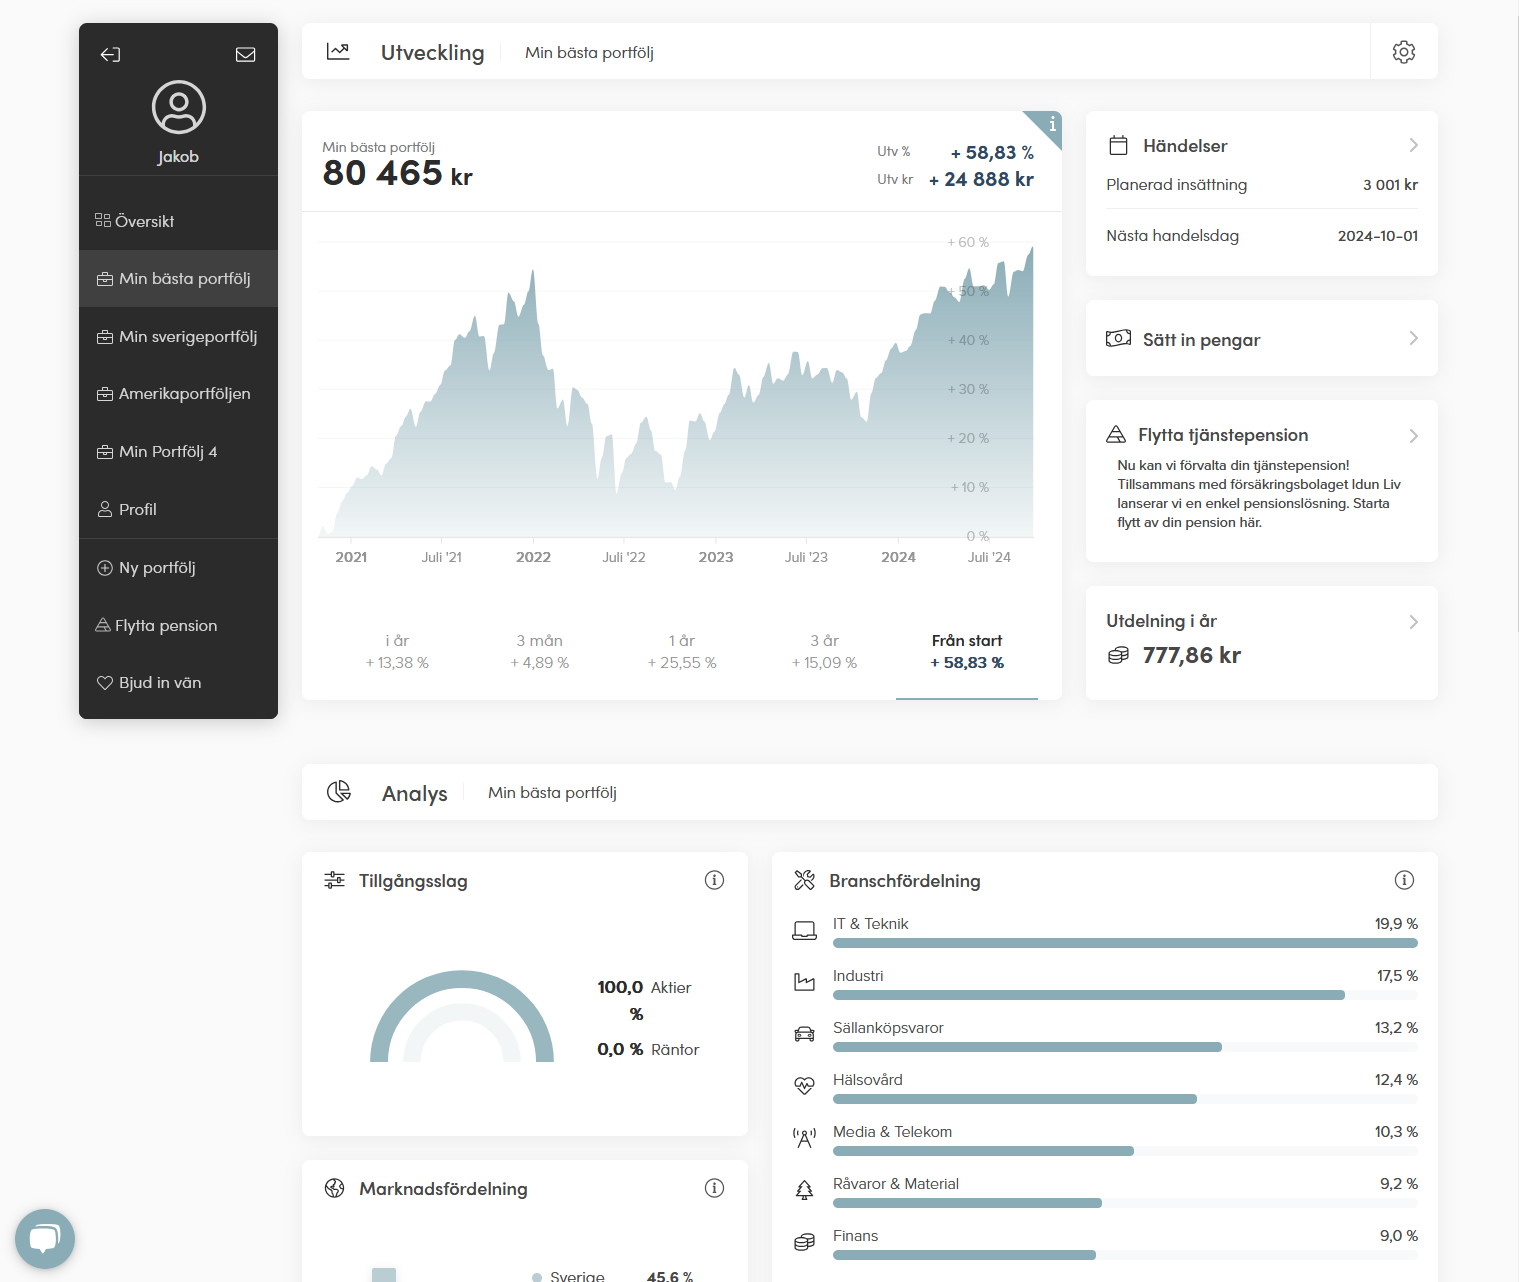 Jakob
Översikt
Min bästa portfölj
Min sverigeportfölj
Amerikaportföljen
Min Portfölj 4
Profil
Ny portfölj
Flytta pension
Bjud in vän
Utveckling
Min bästa portfölj
Min bästa portfölj
80 465 kr
Utv % + 58,83 %
Utv kr + 24 888 kr
i
+ 60 %
+ 50 %
+ 40 %
+ 30 %
+ 20 %
+ 10 %
0 %
2021 Juli '21 2022 Juli '22 2023 Juli '23 2024 Juli '24
i år 3 mån 1 år 3 år Från start
+ 13,38 % + 4,89 % + 25,55 % + 15,09 % + 58,83 %
Händelser
Planerad insättning 3 001 kr
Nästa handelsdag 2024-10-01
Sätt in pengar
Flytta tjänstepension
Nu kan vi förvalta din tjänstepension!
Tillsammans med försäkringsbolaget Idun Liv
lanserar vi en enkel pensionslösning. Starta
flytt av din pension här.
Utdelning i år
777,86 kr
Analys
Min bästa portfölj
Tillgångsslag
100,0 Aktier
%
0,0 % Räntor
Marknadsfördelning
Sverige 45,6 %
Branschfördelning
IT & Teknik 19,9 %
Industri 17,5 %
Sällanköpsvaror 13,2 %
Hälsovård 12,4 %
Media & Telekom 10,3 %
Råvaror & Material 9,2 %
Finans 9,0 %